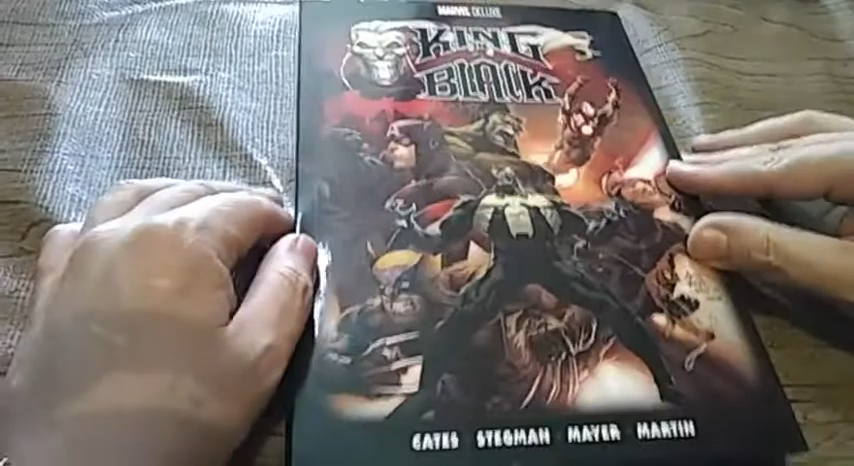 MARVEL DELUXE
KING
IN
BLACK
CATES STEGMAN MAYER MARTIN